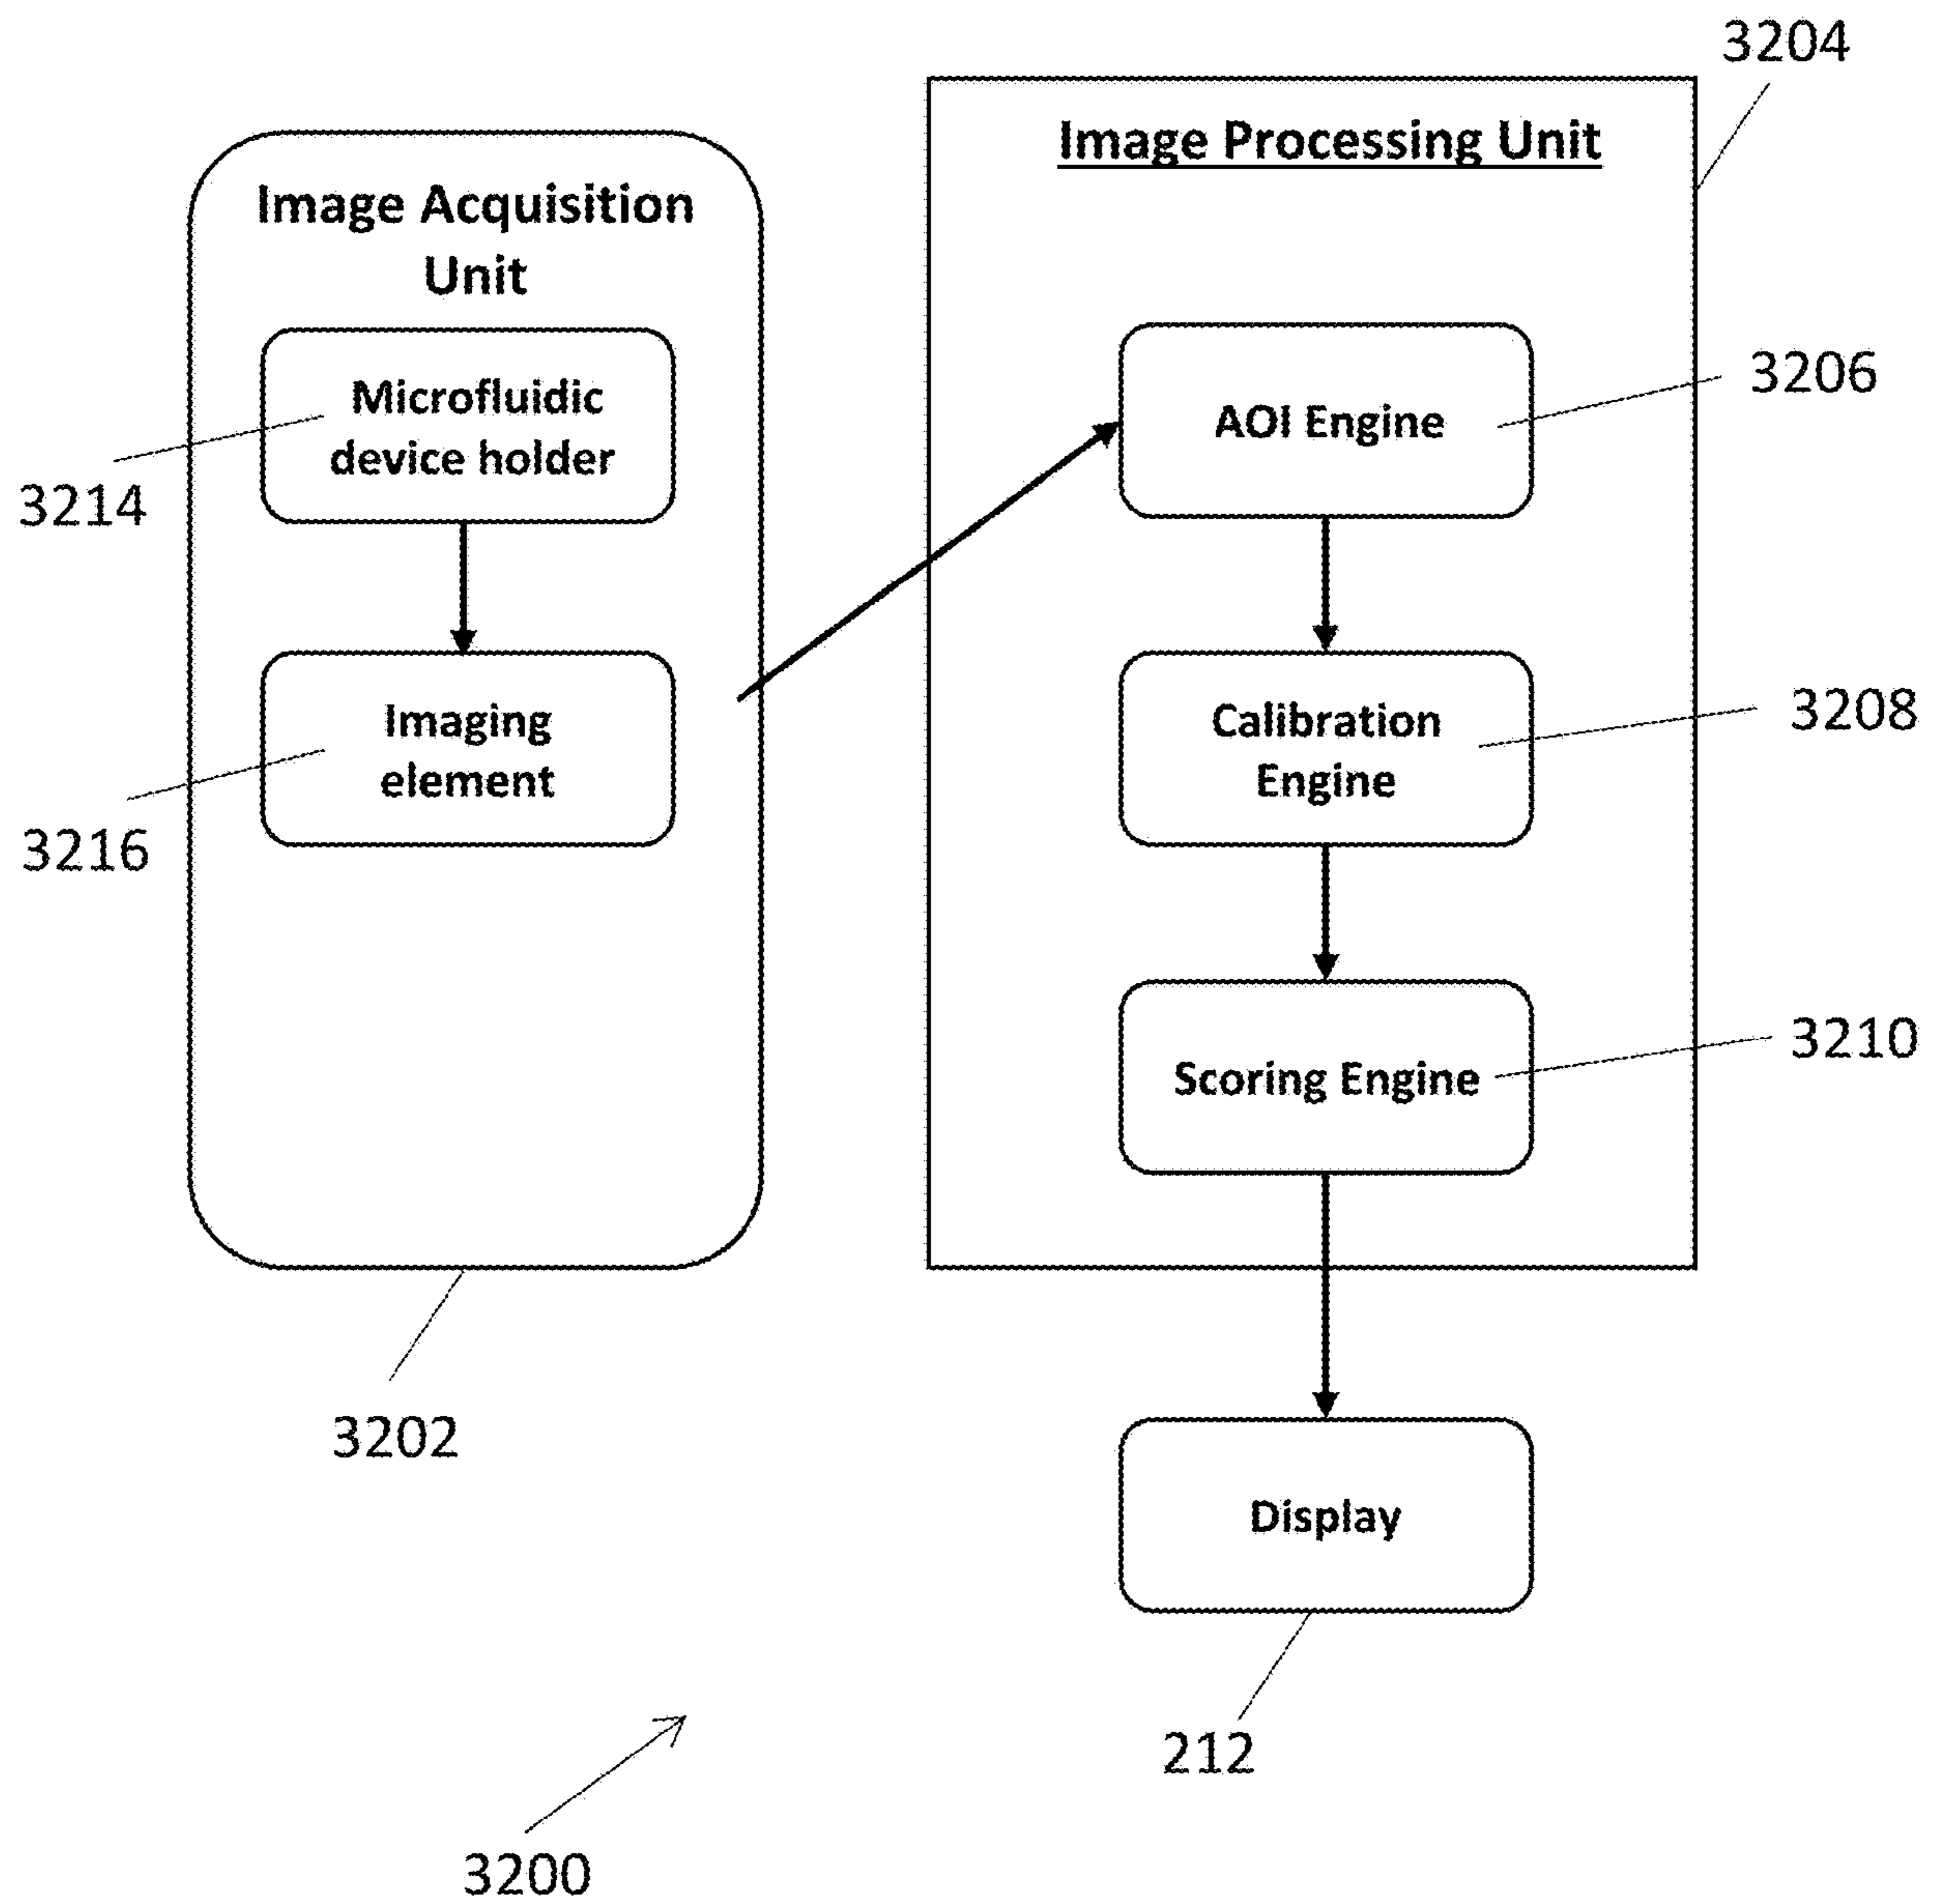 3204
Image Processing Unit
Image Acquisition
Unit
Microfluidic
device holder
3214
AOI Engine
3206
Imaging
element
3216
Calibration
Engine
3208
Scoring Engine
3210
3202
Display
212
3200